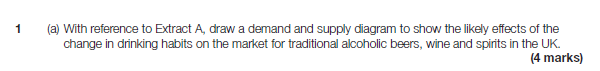 1 (a) With reference to Extract A, draw a demand and supply diagram to show the likely effects of the
change in drinking habits on the market for traditional alcoholic beers, wine and spirits in the UK.
(4 marks)